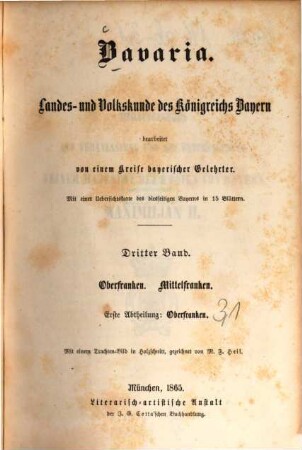 Bavaria.
Landes- und Volkskunde des Königreichs Bayern
bearbeitet
von einem Kreise bayerischer Gelehrter.
Mit einer Uebersichtskarte des diesseitigen Bayerns in 15 Blättern.
Dritter Band.
Oberfranken. Mittelfranken.
Erste Abtheilung: Oberfranken.
31
Mit einem Trachten-Bild in Holzschnitt, gezeichnet von M. F. Heil.
München, 1865.
Literarisch-artistische Anstalt
der J. G. Cotta'schen Buchhandlung.